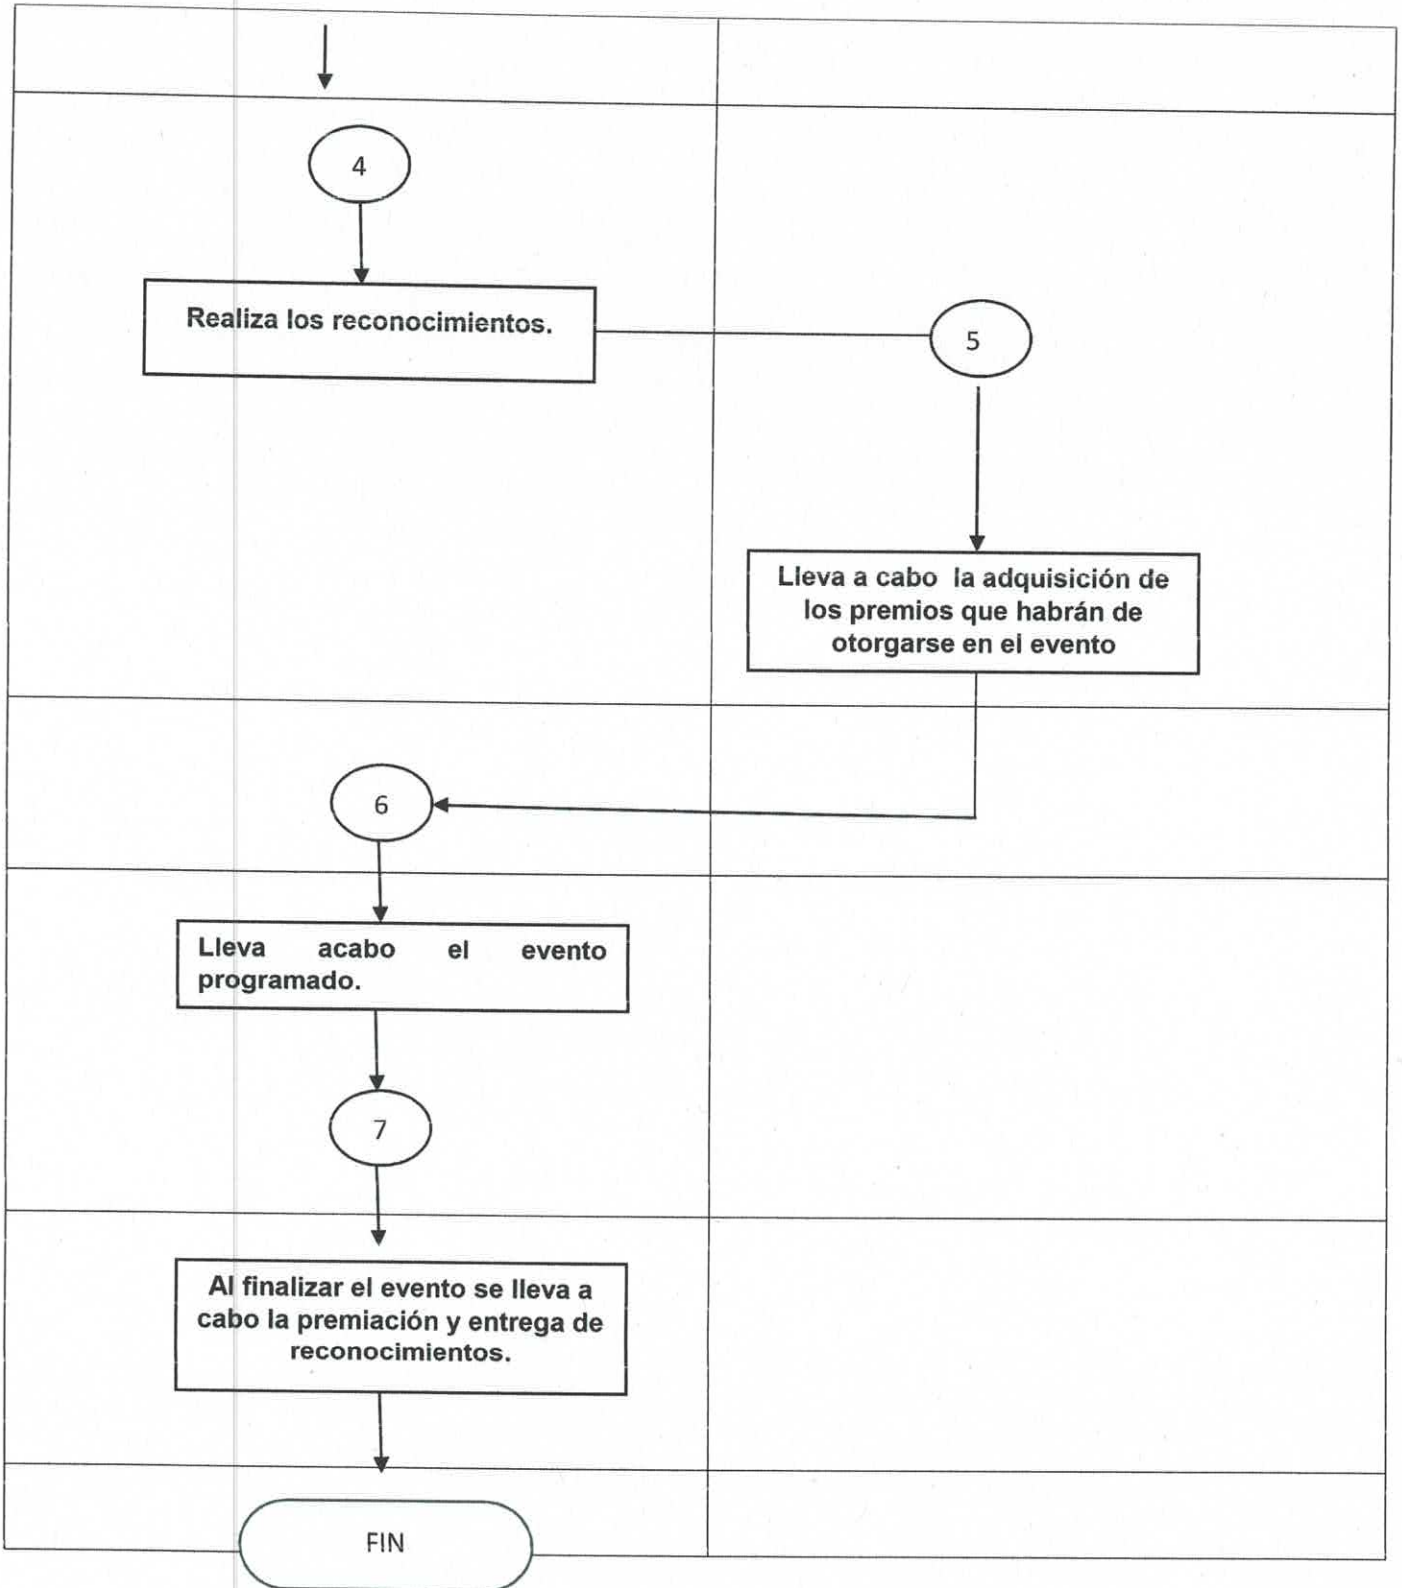 4
Realiza los reconocimientos.
5
Lleva a cabo la adquisición de
los premios que habrán de
otorgarse en el evento
6
Lleva acabo el evento
programado.
7
Al finalizar el evento se lleva a
cabo la premiación y entrega de
reconocimientos.
FIN